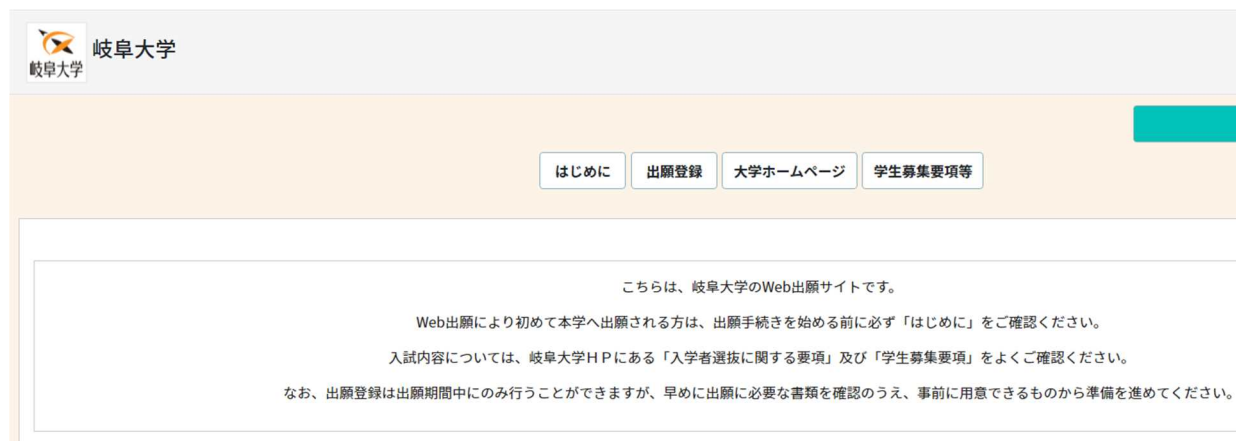 岐阜大学
岐阜大学
はじめに
出願登録
大学ホームページ
学生募集要項等
こちらは、岐阜大学のWeb出願サイトです。
Web出願により初めて本学へ出願される方は、出願手続きを始める前に必ず「はじめに」をご確認ください。
入試内容については、岐阜大学ＨＰにある「入学者選抜に関する要項」及び「学生募集要項」をよくご確認ください。
なお、出願登録は出願期間中にのみ行うことができますが、早めに出願に必要な書類を確認のうえ、事前に用意できるものから準備を進めてください。